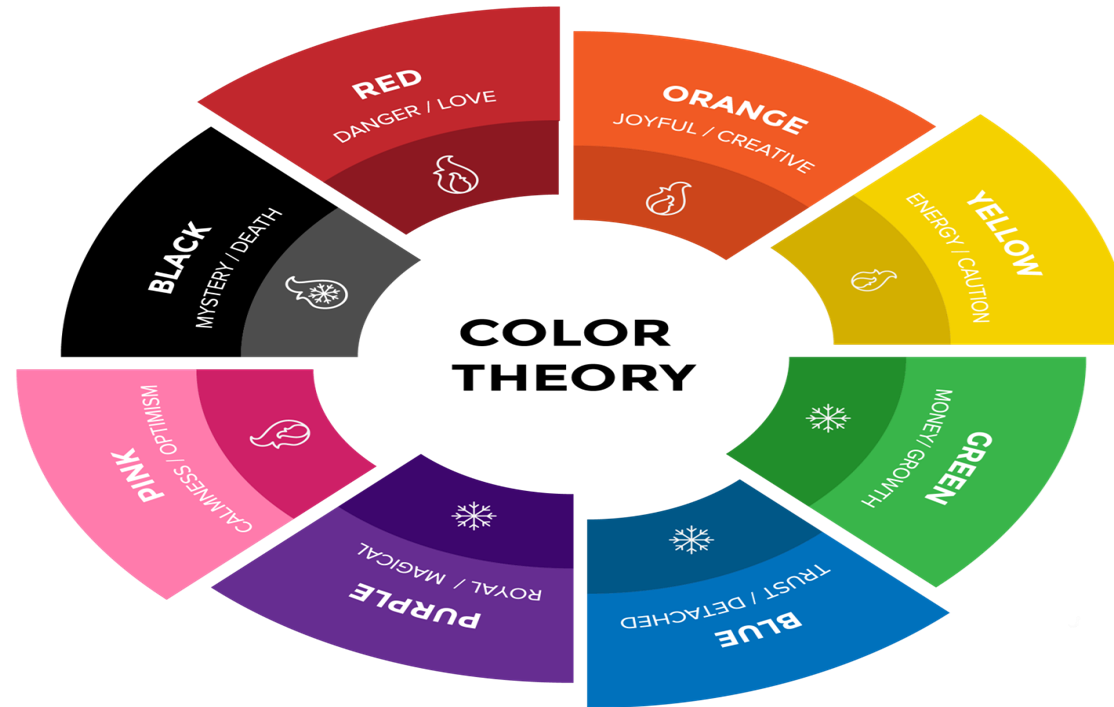 COLOR
THEORY
RED
DANGER / LOVE
ORANGE
JOYFUL / CREATIVE
YELLOW
ENERGY / CAUTION
GREEN
MONEY/ GROWTH
BLUE
TRUST / DETACHED
PURPLE
ROYAL / MAGICAL
PINK
CALMNESS / OPTIMISM
BLACK
MYSTERY / DEATH